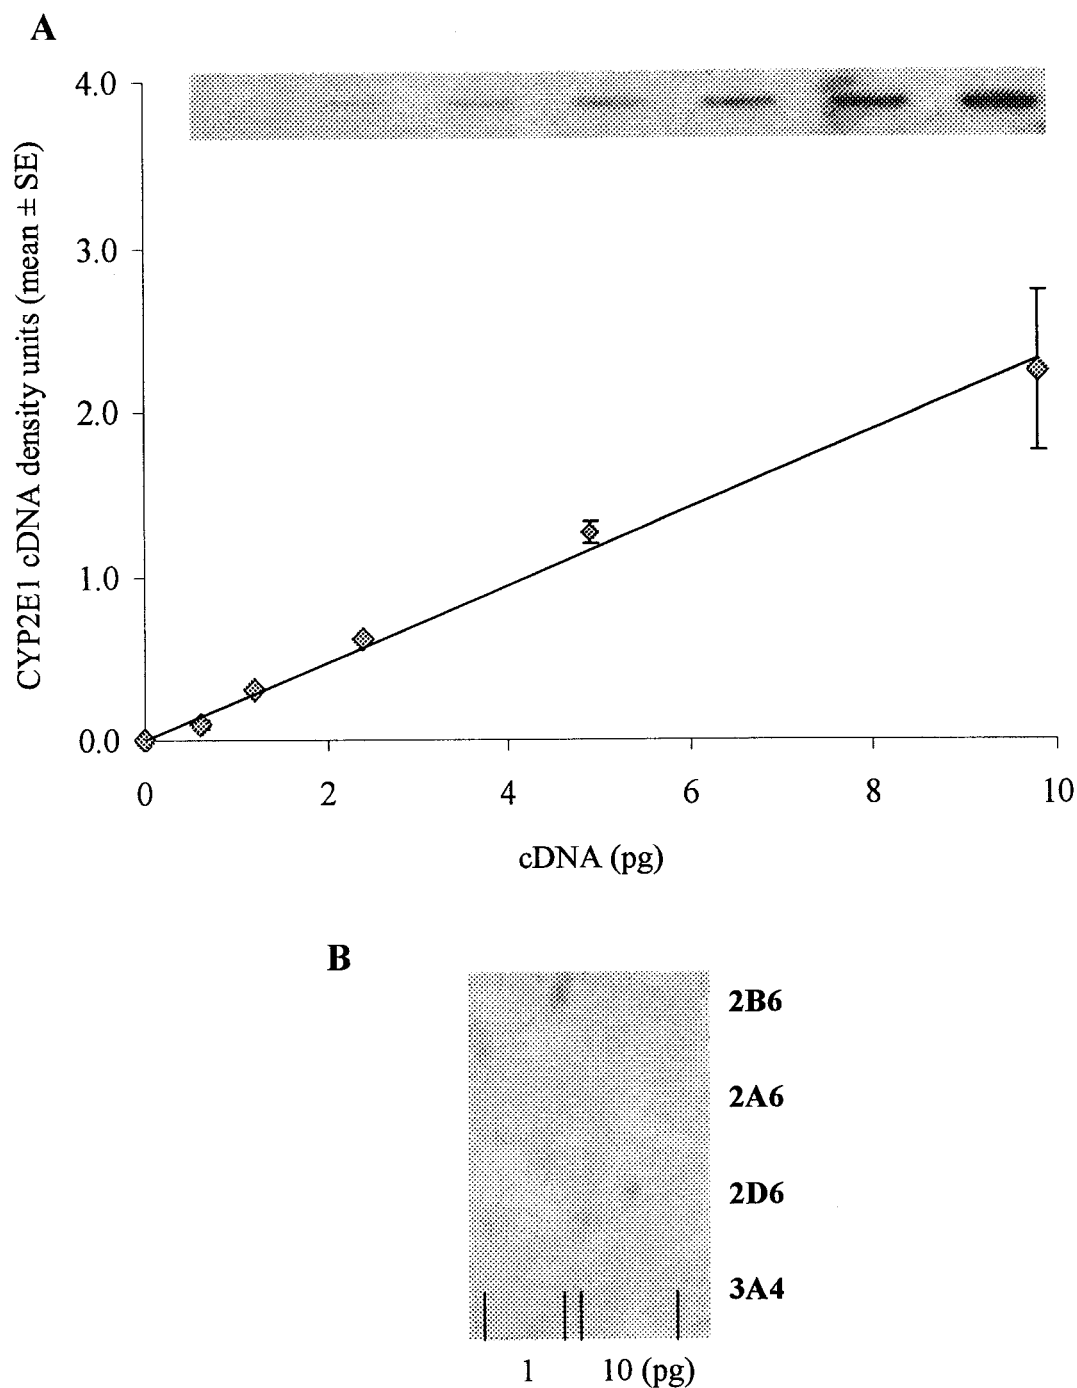 A
4.0
3.0
2.0
1.0
0.0
CYP2E1 cDNA density units (mean ± SE)
0 2 4 6 8 10
cDNA (pg)
B
2B6
2A6
2D6
3A4
1 10 (pg)